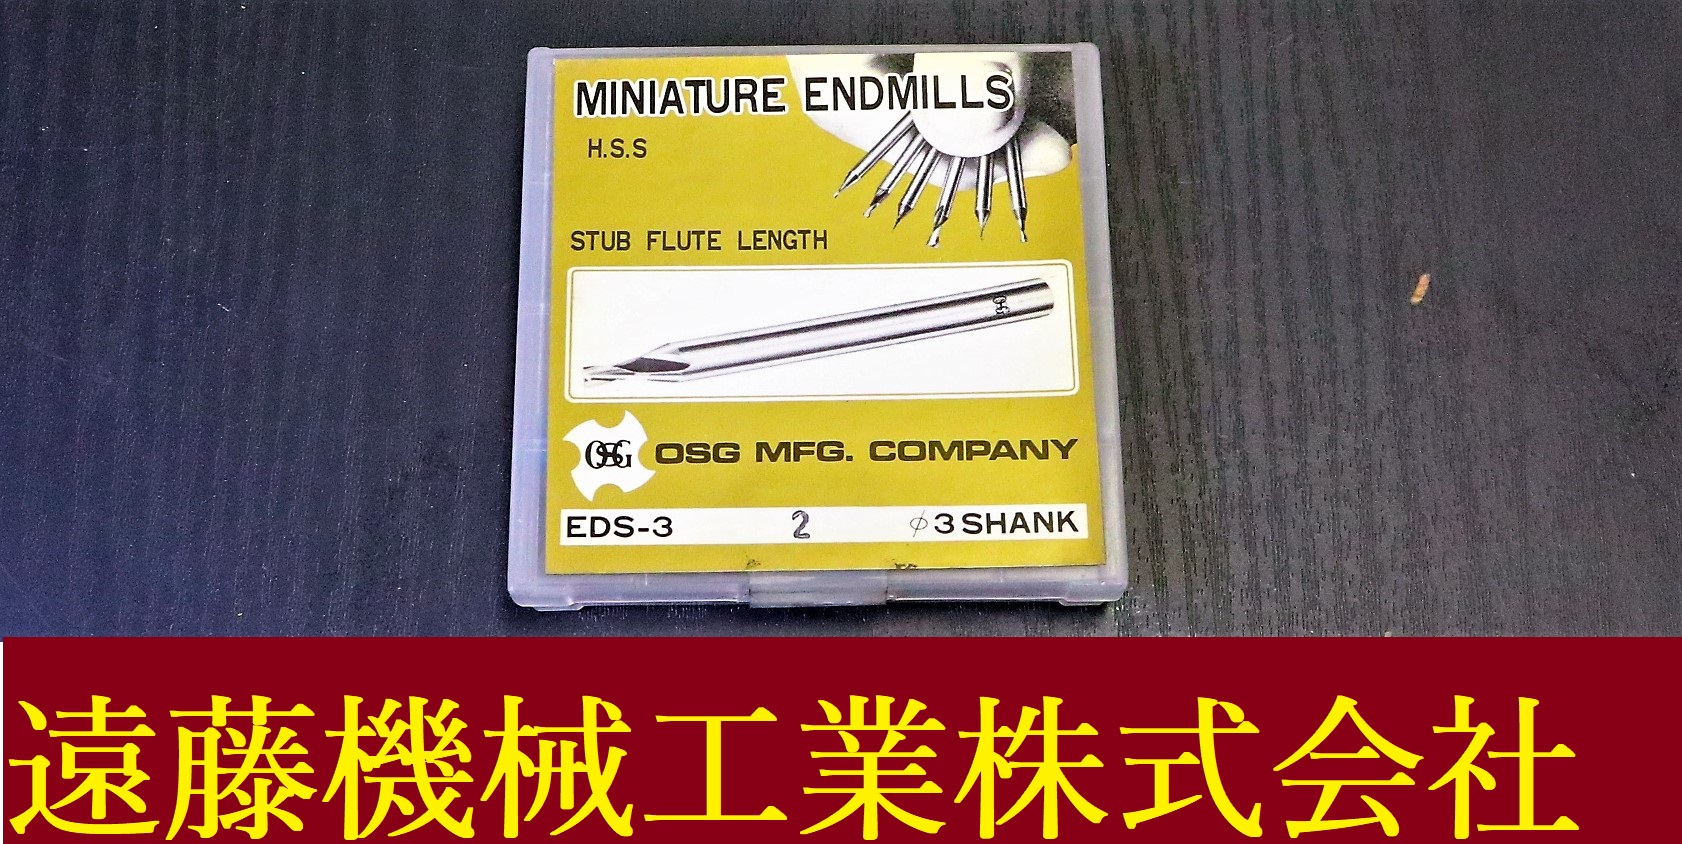 MINIATURE ENDMILLS
H.S.S
STUB FLUTE LENGTH
OSG
OSG MFG. COMPANY
EDS-3 2 φ3 SHANK
遠藤機械工業株式会社